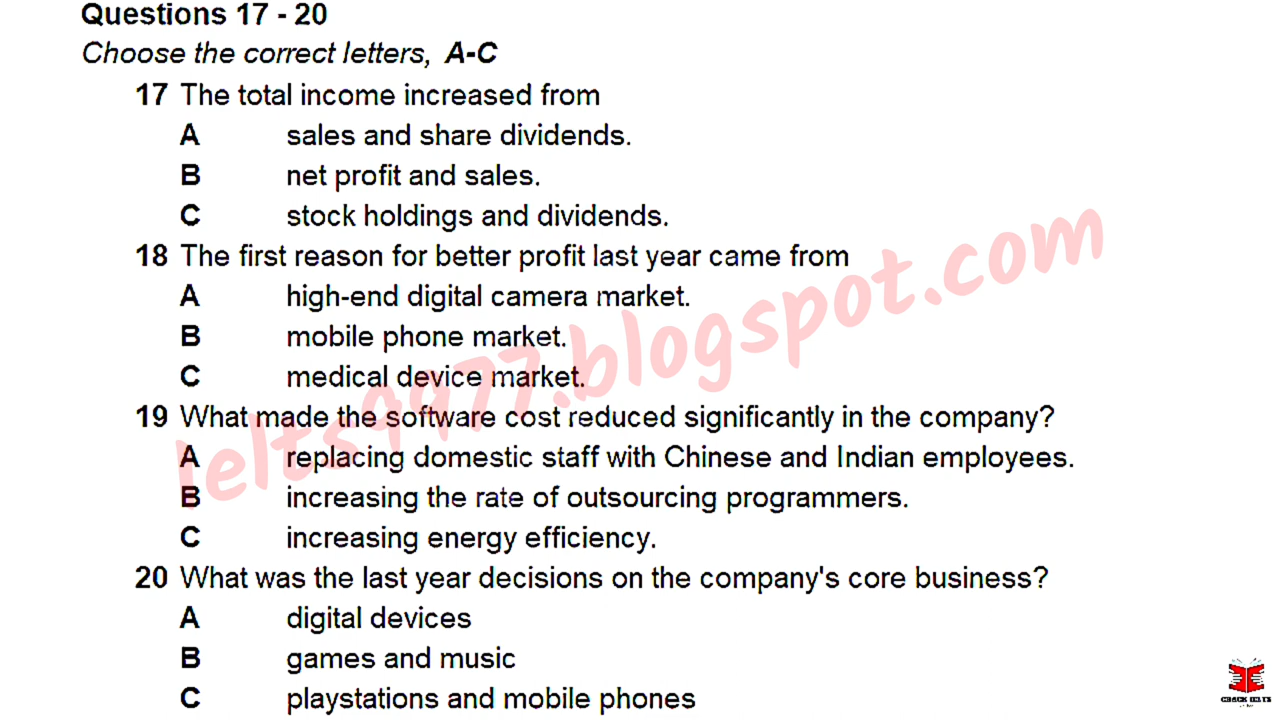 Questions 17 - 20
Choose the correct letters, A-C
17 The total income increased from
A sales and share dividends.
B net profit and sales.
C stock holdings and dividends.
18 The first reason for better profit last year came from
A high-end digital camera market.
B mobile phone market.
C medical device market.
19 What made the software cost reduced significantly in the company?
A replacing domestic staff with Chinese and Indian employees.
B increasing the rate of outsourcing programmers.
C increasing energy efficiency.
20 What was the last year decisions on the company's core business?
A digital devices
B games and music
C playstations and mobile phones
Ielts9977.blogspot.com
CRACK IELTS